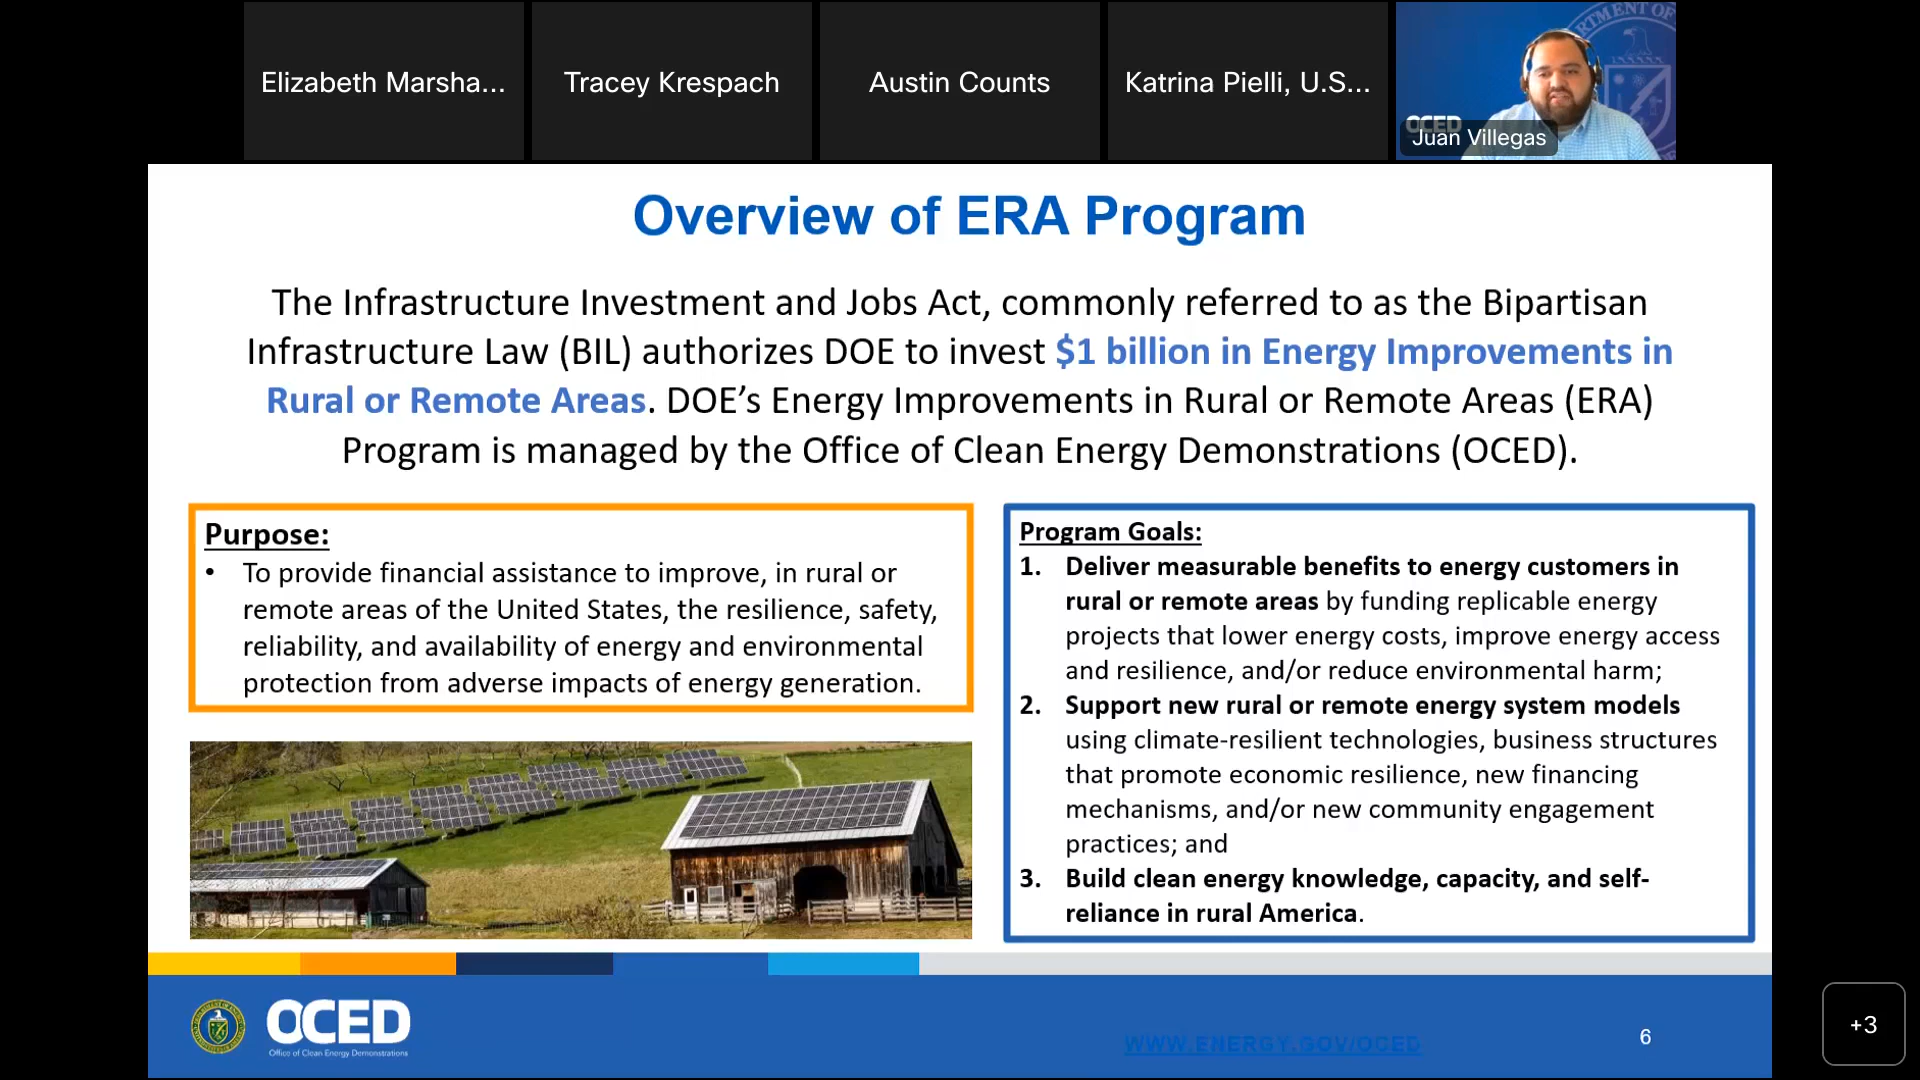 Elizabeth Marsha...
Tracey Krespach
Austin Counts
Katrina Pielli, U.S...
RTMENT OF
OCED
Juan Villegas
Overview of ERA Program
The Infrastructure Investment and Jobs Act, commonly referred to as the Bipartisan
Infrastructure Law (BIL) authorizes DOE to invest $1 billion in Energy Improvements in
Rural or Remote Areas. DOE’s Energy Improvements in Rural or Remote Areas (ERA)
Program is managed by the Office of Clean Energy Demonstrations (OCED).
Purpose:
• To provide financial assistance to improve, in rural or
remote areas of the United States, the resilience, safety,
reliability, and availability of energy and environmental
protection from adverse impacts of energy generation.
Program Goals:
1. Deliver measurable benefits to energy customers in
rural or remote areas by funding replicable energy
projects that lower energy costs, improve energy access
and resilience, and/or reduce environmental harm;
2. Support new rural or remote energy system models
using climate-resilient technologies, business structures
that promote economic resilience, new financing
mechanisms, and/or new community engagement
practices; and
3. Build clean energy knowledge, capacity, and self-
reliance in rural America.
OCED
Office of Clean Energy Demonstrations
WWW.ENERGY.GOV/OCED
6
+3